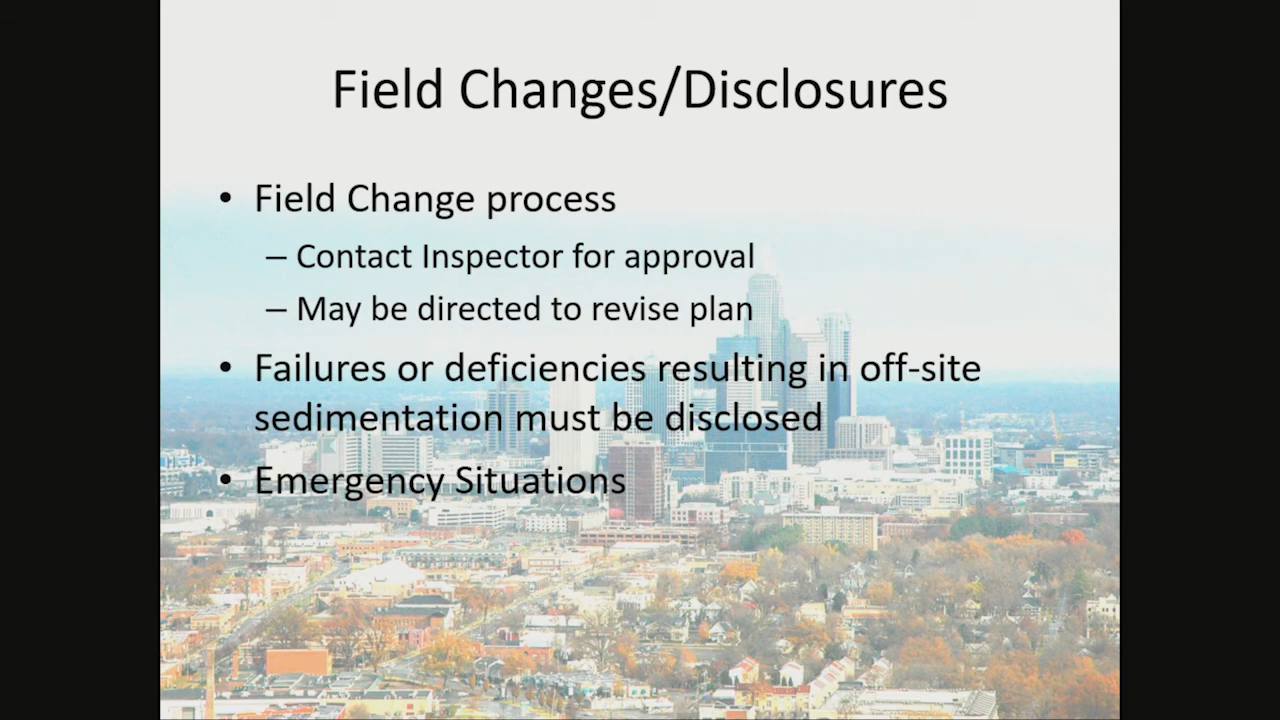 Field Changes/Disclosures
• Field Change process
– Contact Inspector for approval
– May be directed to revise plan
• Failures or deficiencies resulting in off-site
sedimentation must be disclosed
• Emergency Situations